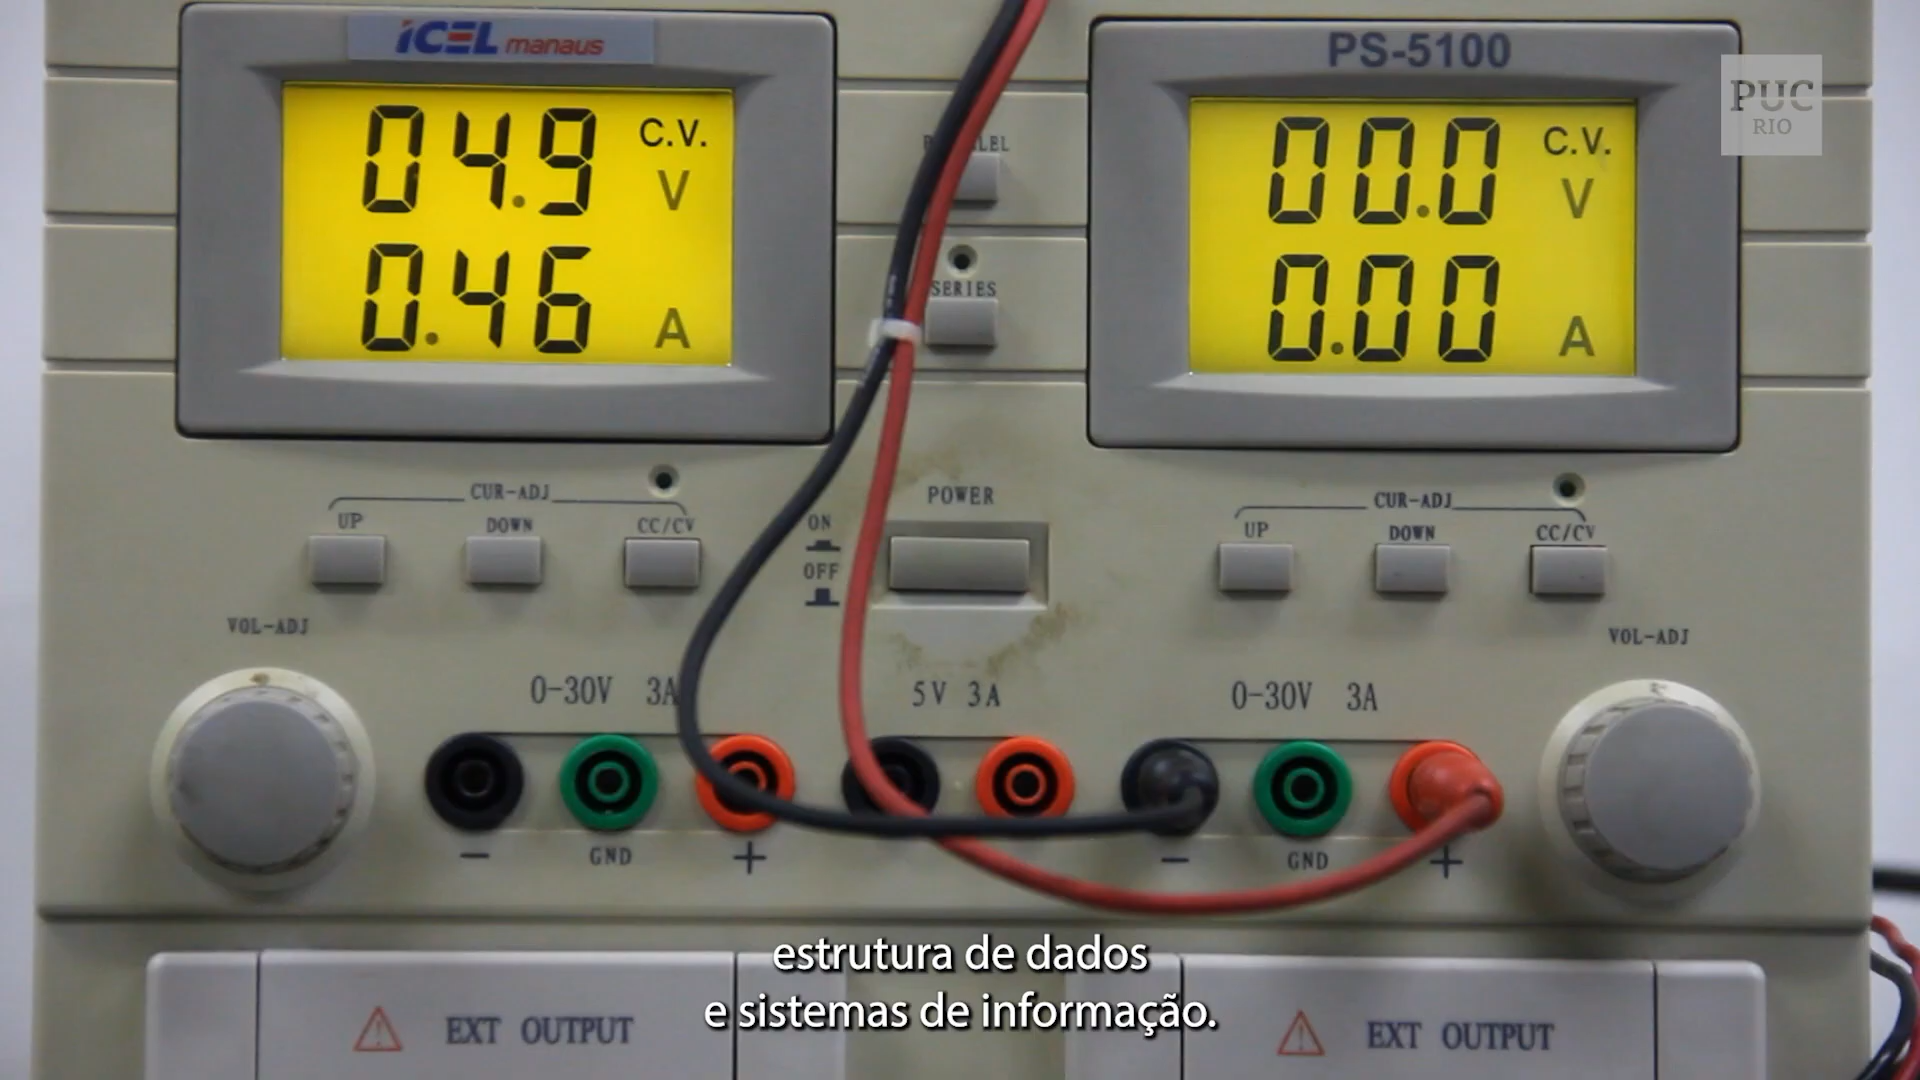 iCEL manaus
04.9 C.V.
V
0.46 A
PS-5100
00.0 C.V.
V
0.00 A
PUC
RIO
SERIES
CUR-ADJ
UP DOWN CC/CV
VOL-ADJ
POWER
ON
OFF
CUR-ADJ
UP DOWN CC/CV
VOL-ADJ
0-30V 3A
5V 3A
0-30V 3A
− GND +
− GND +
estrutura de dados
e sistemas de informação.
EXT OUTPUT
EXT OUTPUT